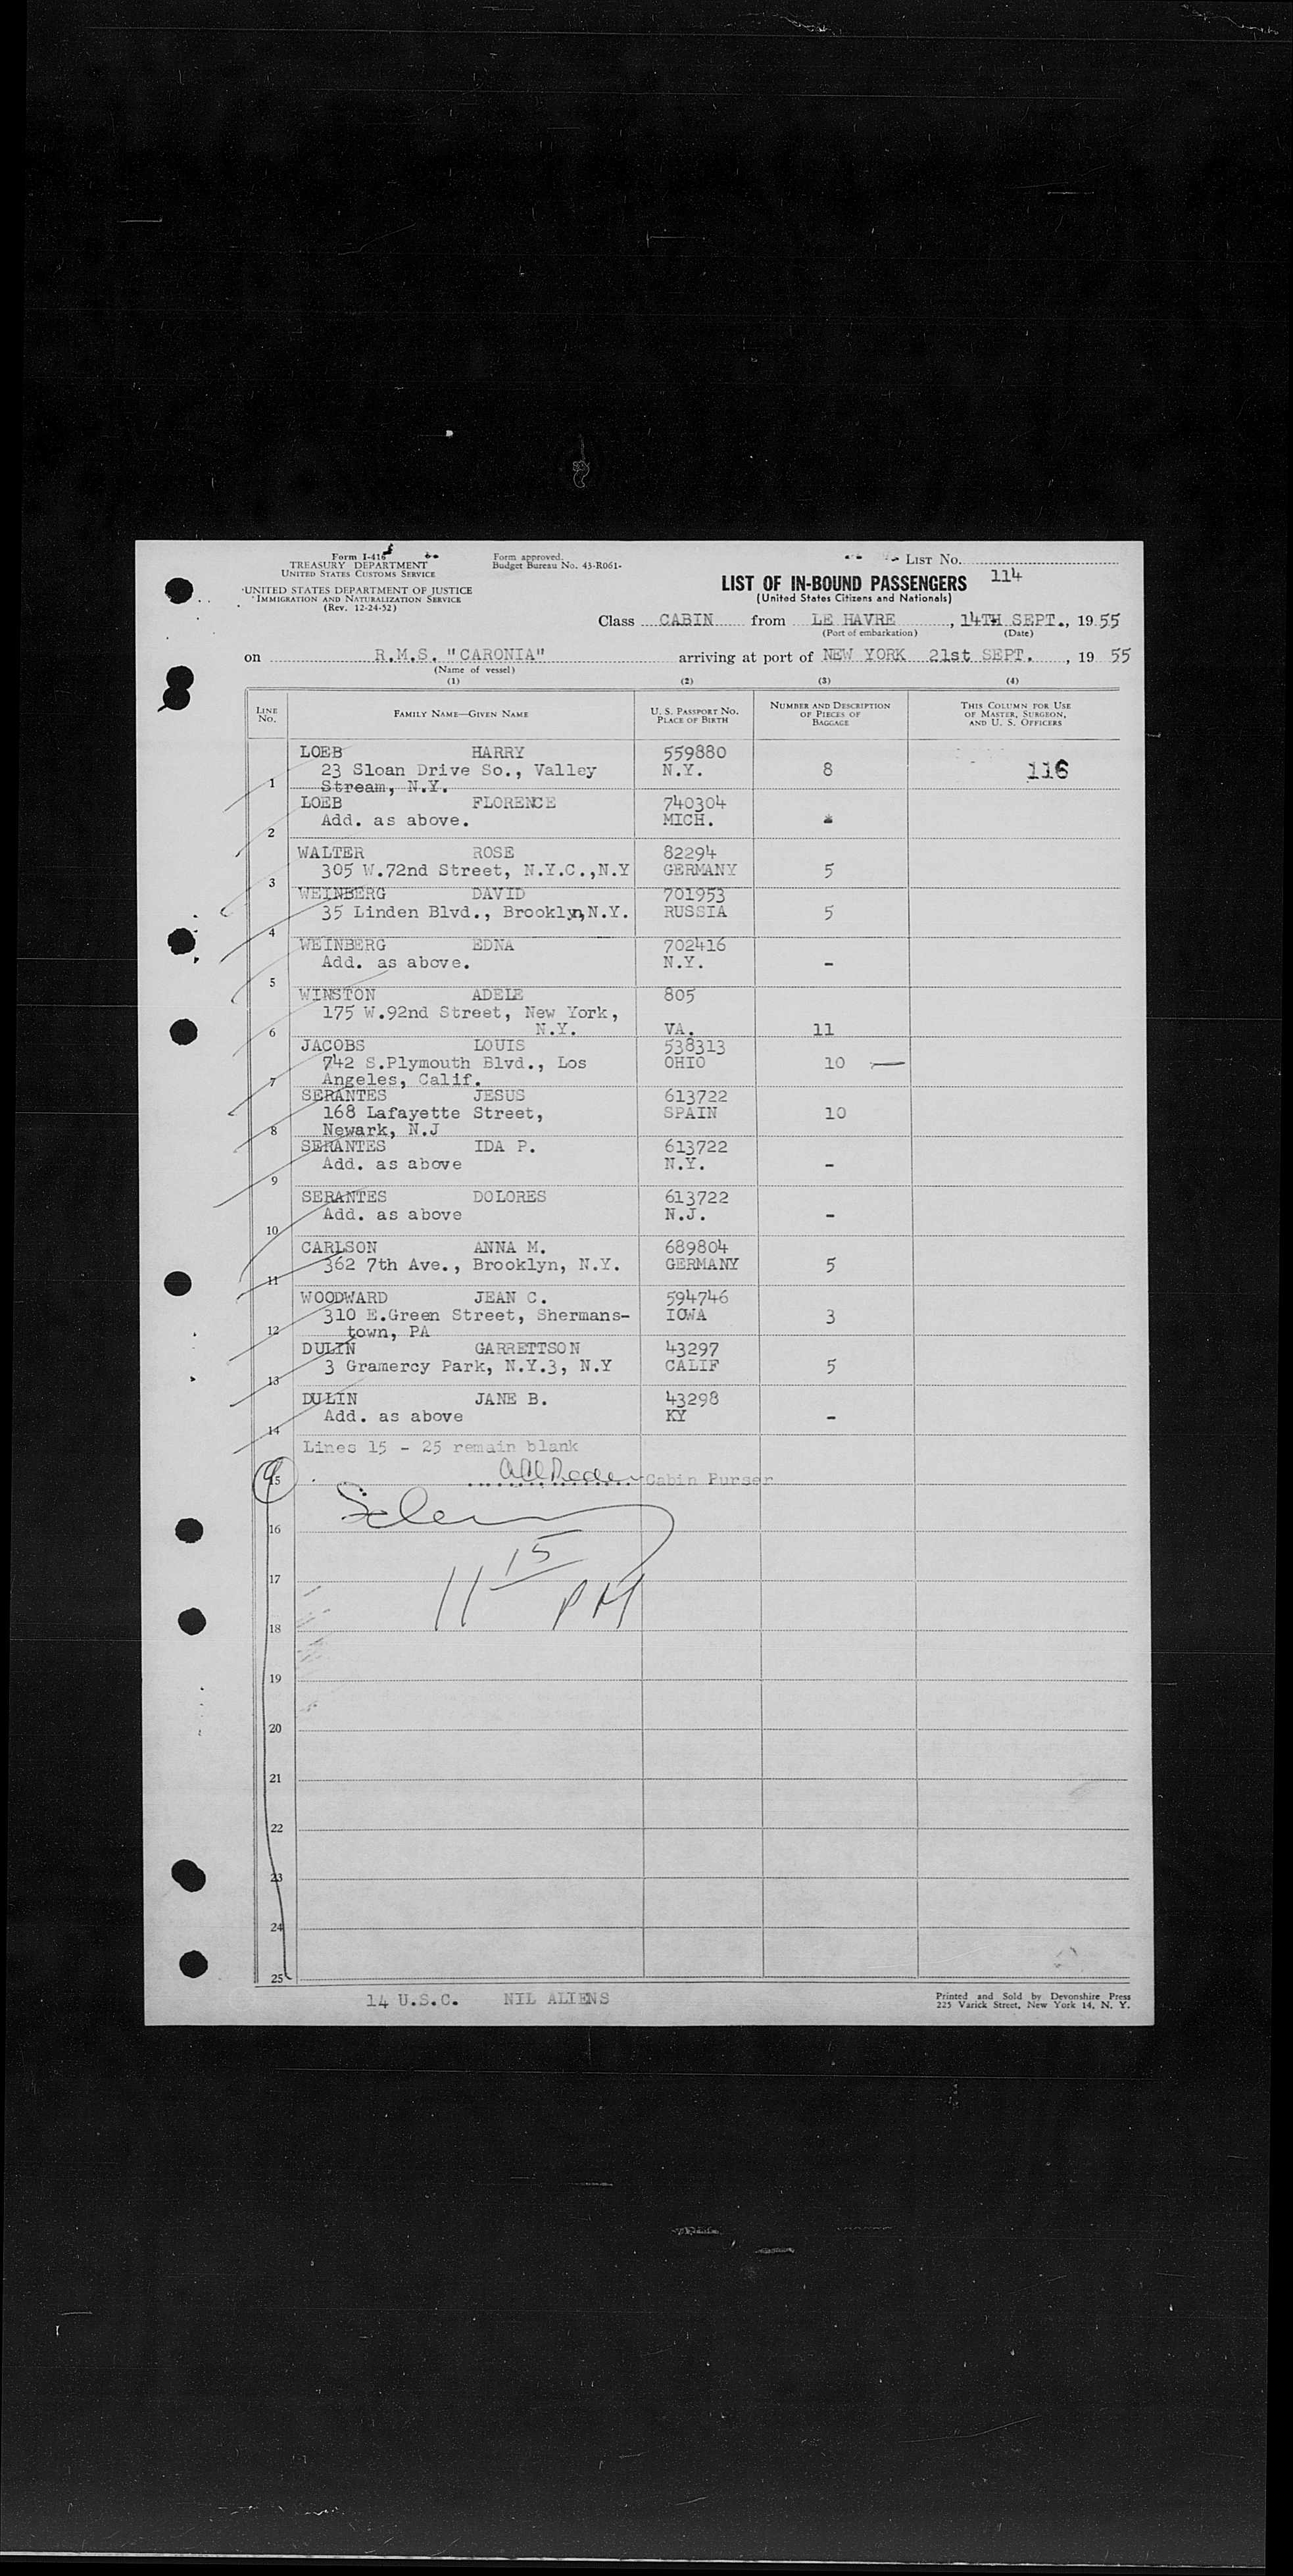 Form I-416
TREASURY DEPARTMENT
UNITED STATES CUSTOMS SERVICE
UNITED STATES DEPARTMENT OF JUSTICE
IMMIGRATION AND NATURALIZATION SERVICE
(Rev. 12-24-52)
Form approved.
Budget Bureau No. 43-R061-
LIST No.
114
LIST OF IN-BOUND PASSENGERS
(United States Citizens and Nationals)
Class CABIN from LE HAVRE, 14TH SEPT., 1955
(Port of embarkation) (Date)
on R.M.S. "CARONIA" arriving at port of NEW YORK 21st SEPT., 19 55
(Name of vessel)
(1) (2) (3) (4)
LINE No. FAMILY NAME—GIVEN NAME U. S. PASSPORT NO. PLACE OF BIRTH NUMBER AND DESCRIPTION OF PIECES OF BAGGAGE THIS COLUMN FOR USE OF MASTER, SURGEON, AND U. S. OFFICERS
LOEB HARRY 559880
23 Sloan Drive So., Valley N.Y. 8 116
1 Stream, N.Y.
LOEB FLORENCE 740304
Add. as above. MICH.
2
WALTER ROSE 82294
305 W.72nd Street, N.Y.C.,N.Y GERMANY 5
3
WEINBERG DAVID 701953
35 Linden Blvd., Brooklyn,N.Y. RUSSIA 5
4
WEINBERG EDNA 702416
Add. as above. N.Y. -
5
WINSTON ADELE 805
175 W.92nd Street, New York,
6 N.Y. VA. 11
JACOBS LOUIS 538313
742 S.Plymouth Blvd., Los OHIO 10 —
7 Angeles, Calif.
SERANTES JESUS 613722
168 Lafayette Street, SPAIN 10
8 Newark, N.J
SERANTES IDA P. 613722
Add. as above N.Y. -
9
SERANTES DOLORES 613722
Add. as above N.J. -
10
CARLSON ANNA M. 689804
362 7th Ave., Brooklyn, N.Y. GERMANY 5
11
WOODWARD JEAN C. 594746
310 E.Green Street, Shermans- IOWA 3
12 town, PA
DULIN GARRETTSON 43297
3 Gramercy Park, N.Y.3, N.Y CALIF 5
13
DULIN JANE B. 43298
Add. as above KY -
14
Lines 15 - 25 remain blank
15 Cabin Purser
16
17 11 15 PM
18
19
20
21
22
23
24
25
14 U.S.C. NIL ALIENS
Printed and Sold by Devonshire Press
225 Varick Street, New York 14, N. Y.